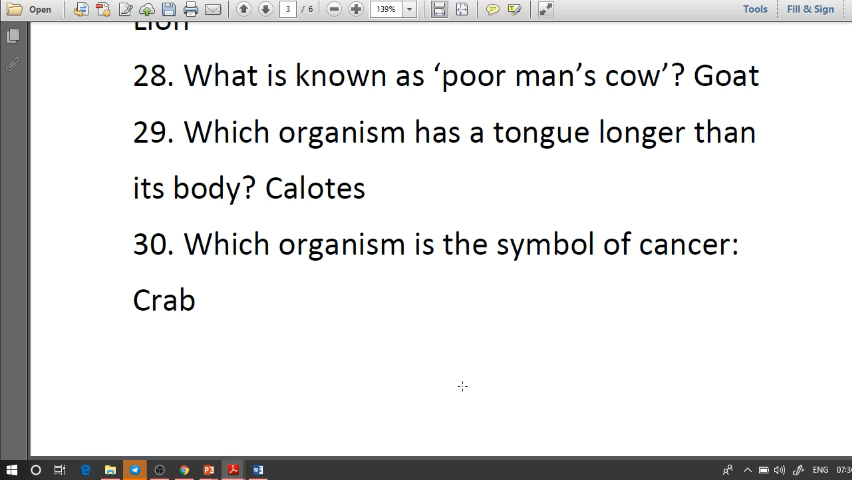 Open
3 / 6
139%
Tools
Fill & Sign
Lion
28. What is known as ‘poor man’s cow’? Goat
29. Which organism has a tongue longer than
its body? Calotes
30. Which organism is the symbol of cancer:
Crab
ENG